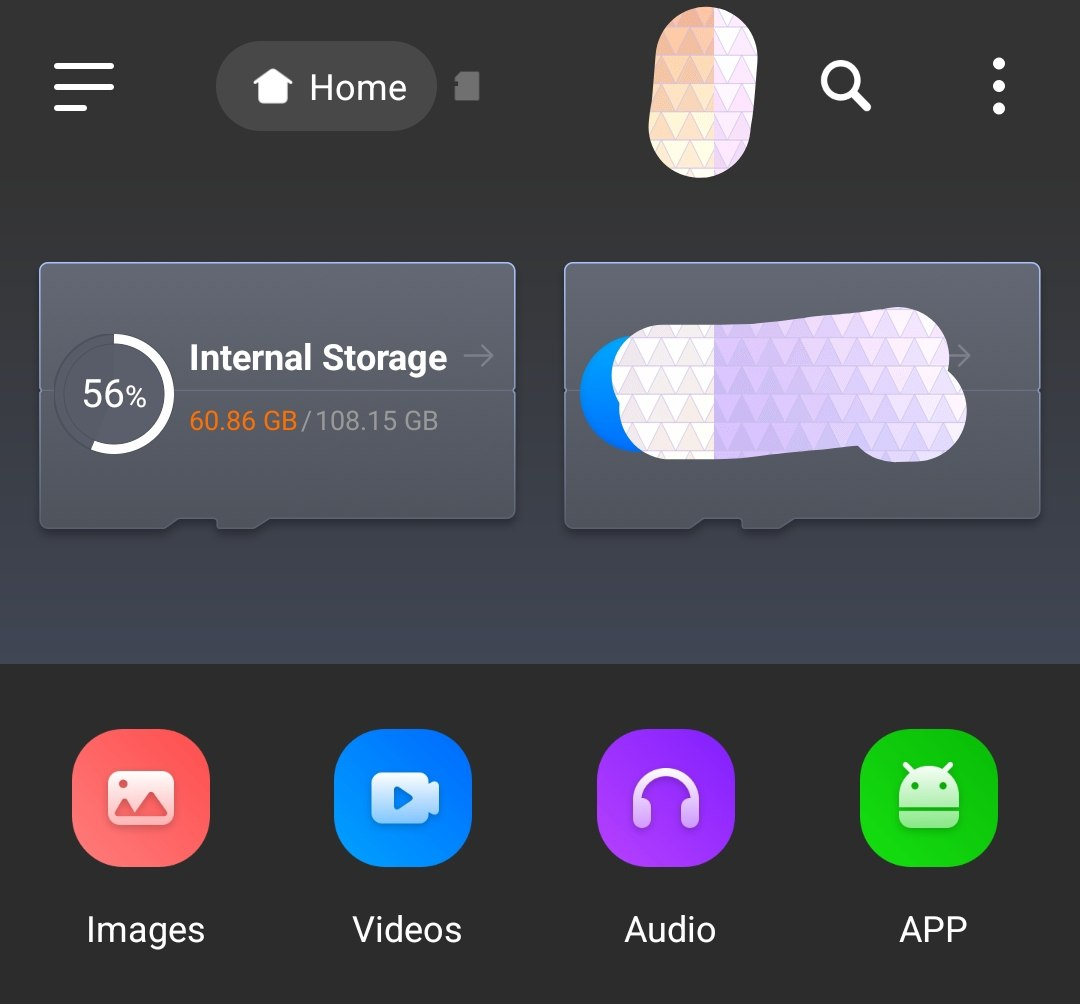 Home
56%
Internal Storage
60.86 GB/108.15 GB
Images
Videos
Audio
APP